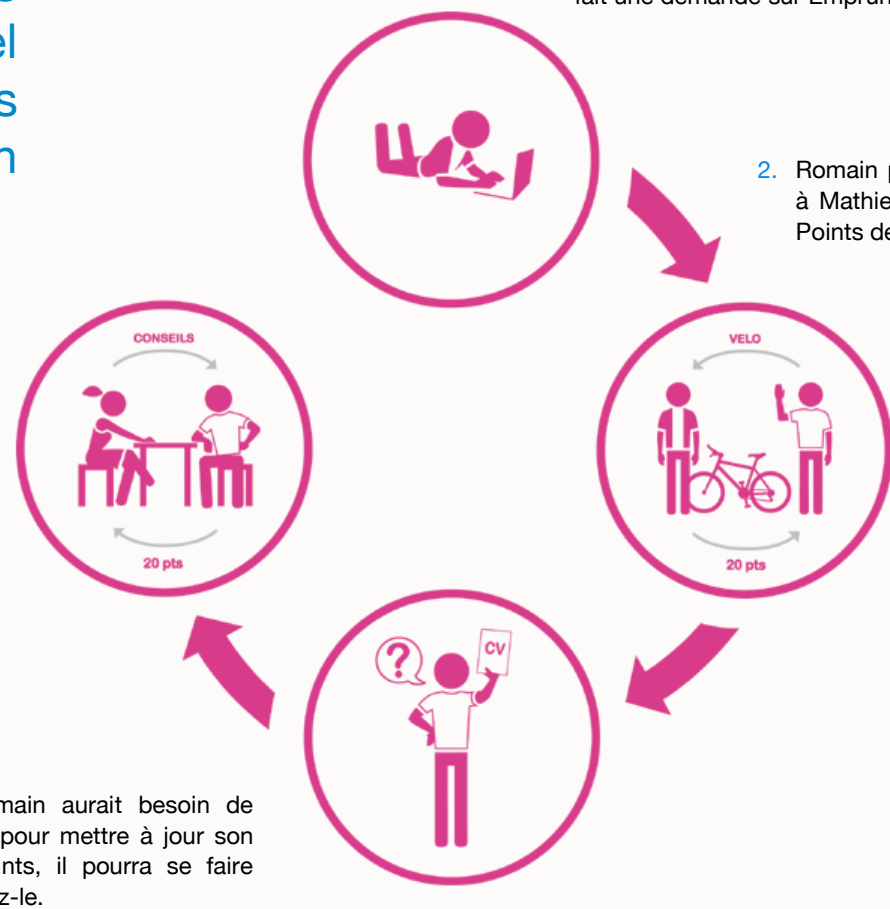 el
s
n
fait une demande sur Emprun
2. Romain p
à Mathie
Points de
CONSEILS
20 pts
VELO
20 pts
?
CV
main aurait besoin de
pour mettre à jour son
nts, il pourra se faire
z-le.